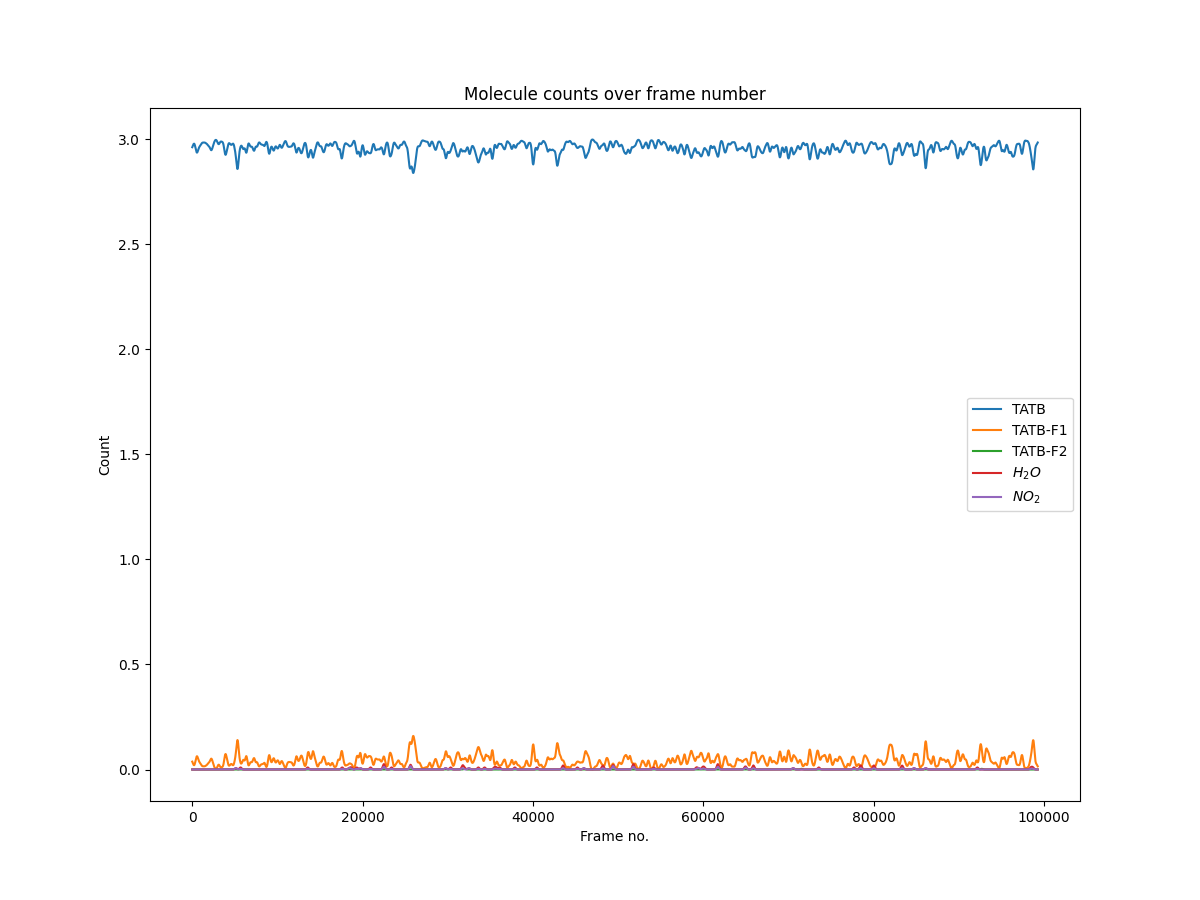 Molecule counts over frame number
3.0
2.5
2.0
1.5
1.0
0.5
0.0
Count
TATB
TATB-F1
TATB-F2
H₂O
NO₂
0 20000 40000 60000 80000 100000
Frame no.